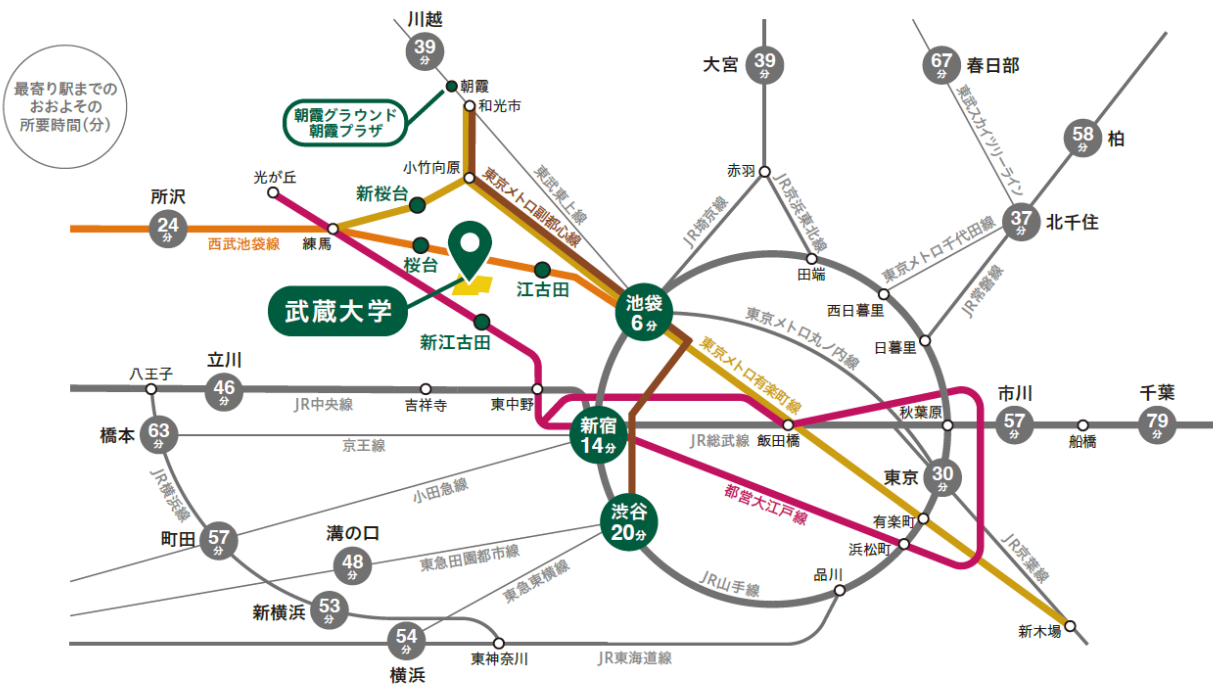 最寄り駅までの
おおよその
所要時間(分)
川越
39
分
朝霞
和光市
朝霞グラウンド
朝霞プラザ
大宮
39
分
67
分
春日部
東武スカイツリーライン
58
分
柏
光が丘
小竹向原
東京メトロ副都心線
東武東上線
赤羽
JR埼京線
JR京浜東北線
37
分
北千住
東京メトロ千代田線
JR常磐線
所沢
24
分
西武池袋線
練馬
新桜台
桜台
江古田
武蔵大学
新江古田
池袋
6分
田端
西日暮里
日暮里
東京メトロ丸ノ内線
東京メトロ有楽町線
八王子
立川
46
分
JR中央線
吉祥寺
東中野
新宿
14分
JR総武線
飯田橋
秋葉原
市川
57
分
船橋
千葉
79
分
橋本
63
分
京王線
JR横浜線
小田急線
都営大江戸線
東京
30
分
渋谷
20分
有楽町
浜松町
町田
57
分
溝の口
48
分
東急田園都市線
東急東横線
JR山手線
品川
JR京葉線
新木場
新横浜
53
分
54
分
横浜
東神奈川
JR東海道線